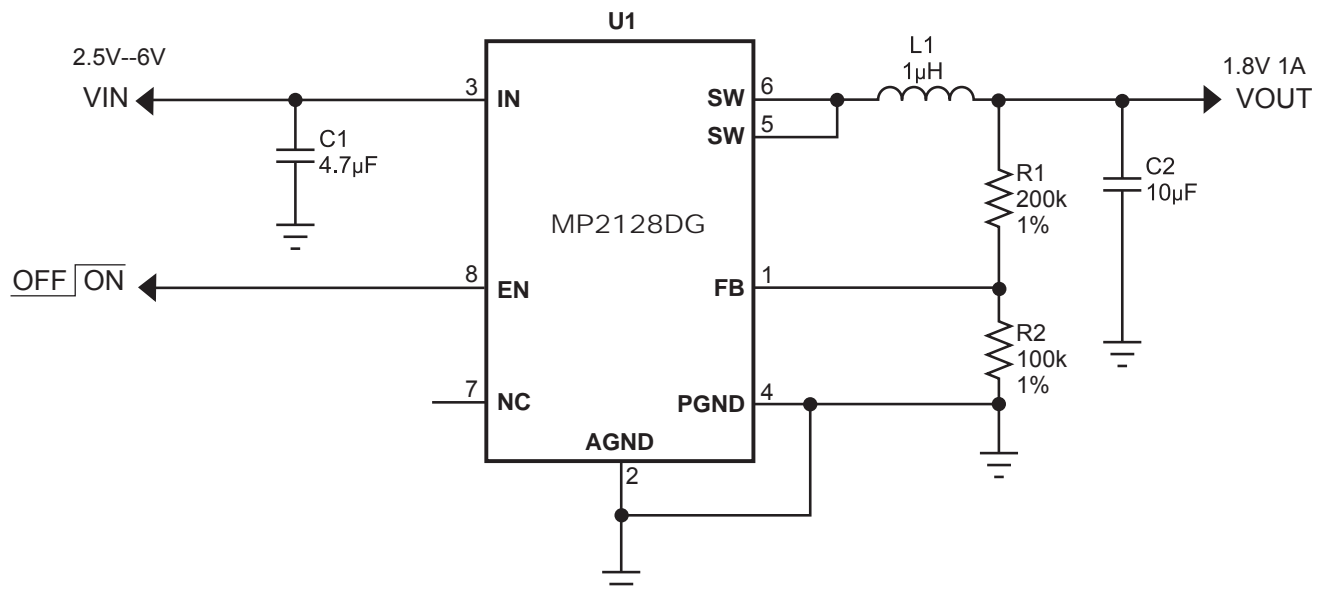 U1
2.5V--6V
VIN
3
IN
C1
4.7µF
SW
6
SW
5
L1
1µH
1.8V 1A
VOUT
R1
200k
1%
C2
10µF
MP2128DG
OFF ON
8
EN
FB
1
R2
100k
1%
7
NC
PGND
4
AGND
2